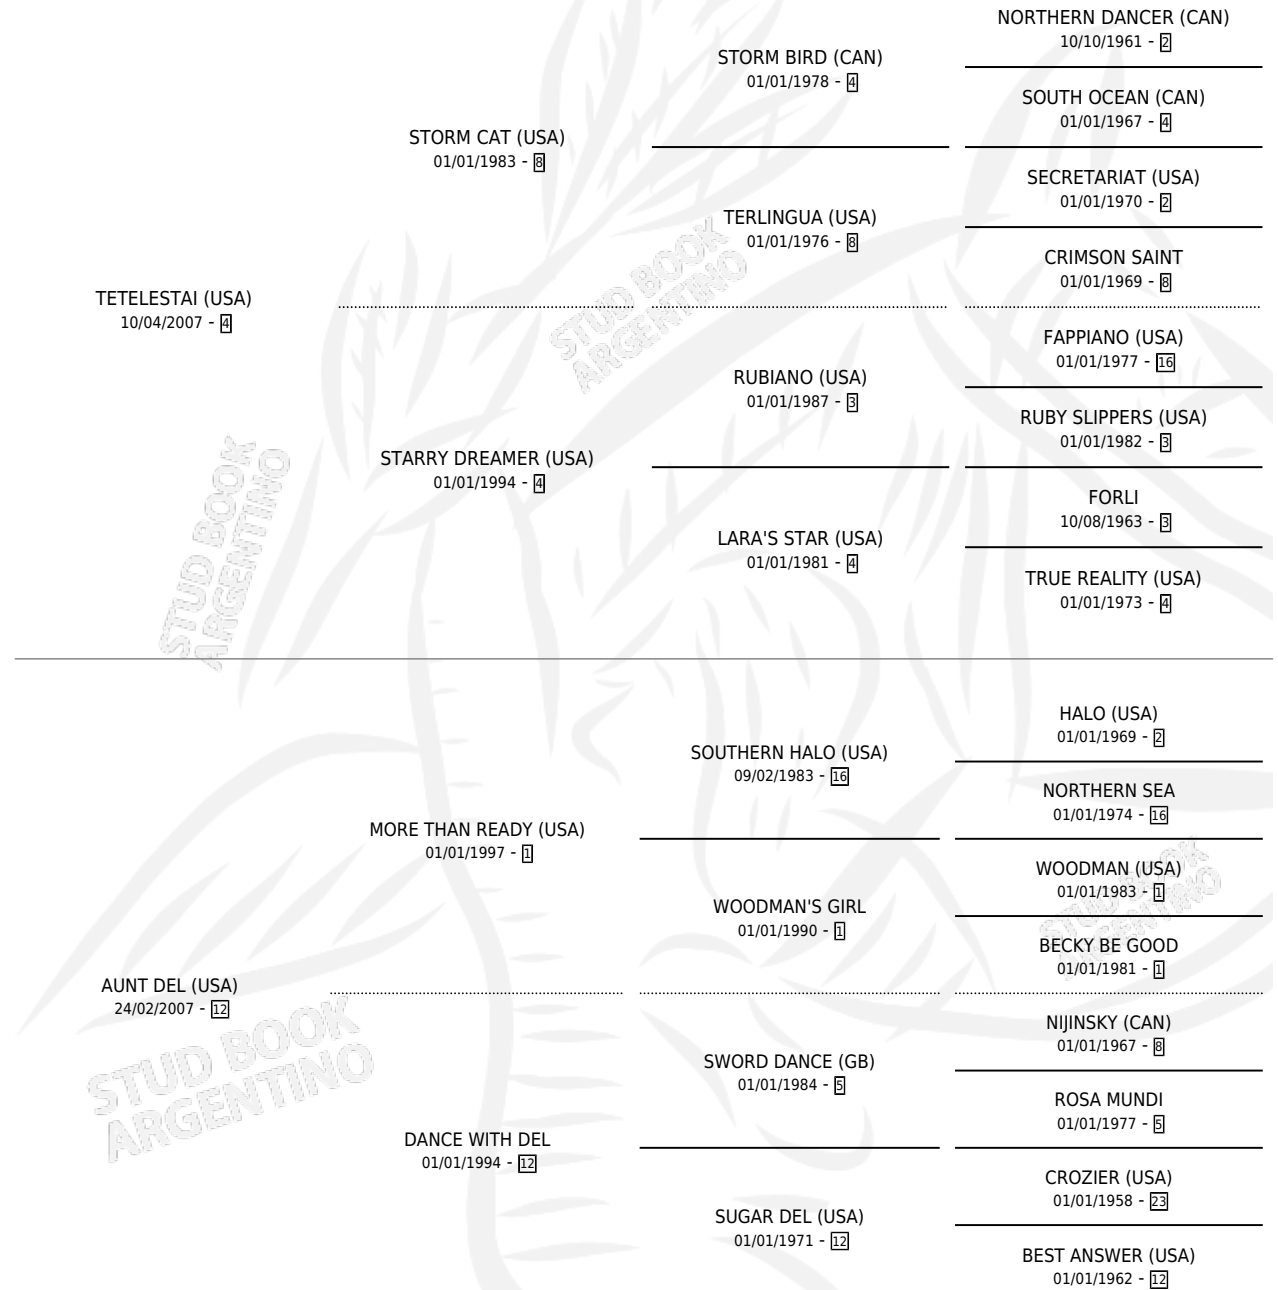 NORTHERN DANCER (CAN)
10/10/1961 - 2
STORM BIRD (CAN)
01/01/1978 - 4
SOUTH OCEAN (CAN)
01/01/1967 - 4
STORM CAT (USA)
01/01/1983 - 8
SECRETARIAT (USA)
01/01/1970 - 2
TERLINGUA (USA)
01/01/1976 - 8
CRIMSON SAINT
01/01/1969 - 8
TETELESTAI (USA)
10/04/2007 - 4
FAPPIANO (USA)
01/01/1977 - 16
RUBIANO (USA)
01/01/1987 - 3
RUBY SLIPPERS (USA)
01/01/1982 - 3
STARRY DREAMER (USA)
01/01/1994 - 4
FORLI
10/08/1963 - 3
LARA'S STAR (USA)
01/01/1981 - 4
TRUE REALITY (USA)
01/01/1973 - 4
HALO (USA)
01/01/1969 - 2
SOUTHERN HALO (USA)
09/02/1983 - 16
NORTHERN SEA
01/01/1974 - 16
MORE THAN READY (USA)
01/01/1997 - 1
WOODMAN (USA)
01/01/1983 - 1
WOODMAN'S GIRL
01/01/1990 - 1
BECKY BE GOOD
01/01/1981 - 1
AUNT DEL (USA)
24/02/2007 - 12
NIJINSKY (CAN)
01/01/1967 - 8
SWORD DANCE (GB)
01/01/1984 - 5
ROSA MUNDI
01/01/1977 - 5
DANCE WITH DEL
01/01/1994 - 12
CROZIER (USA)
01/01/1958 - 23
SUGAR DEL (USA)
01/01/1971 - 12
BEST ANSWER (USA)
01/01/1962 - 12
STUD BOOK
ARGENTINO
STUD BOOK
ARGENTINO
STUD BOOK
ARGENTINO
STUD BOOK
ARGENTINO